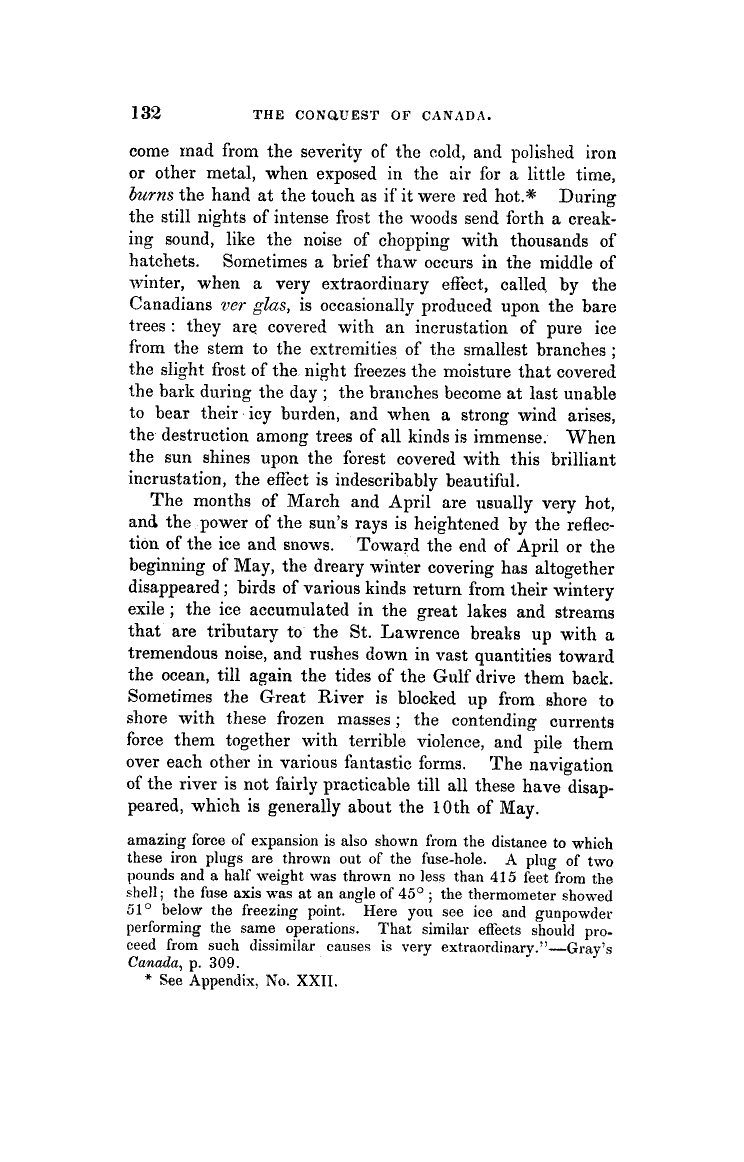 132 THE CONQUEST OF CANADA.
come mad from the severity of the cold, and polished iron
or other metal, when exposed in the air for a little time,
burns the hand at the touch as if it were red hot.* During
the still nights of intense frost the woods send forth a creak-
ing sound, like the noise of chopping with thousands of
hatchets. Sometimes a brief thaw occurs in the middle of
winter, when a very extraordinary effect, called by the
Canadians ver glas, is occasionally produced upon the bare
trees : they are covered with an incrustation of pure ice
from the stem to the extremities of the smallest branches ;
the slight frost of the night freezes the moisture that covered
the bark during the day ; the branches become at last unable
to bear their icy burden, and when a strong wind arises,
the destruction among trees of all kinds is immense. When
the sun shines upon the forest covered with this brilliant
incrustation, the effect is indescribably beautiful.
The months of March and April are usually very hot,
and the power of the sun's rays is heightened by the reflec-
tion of the ice and snows. Toward the end of April or the
beginning of May, the dreary winter covering has altogether
disappeared ; birds of various kinds return from their wintery
exile ; the ice accumulated in the great lakes and streams
that are tributary to the St. Lawrence breaks up with a
tremendous noise, and rushes down in vast quantities toward
the ocean, till again the tides of the Gulf drive them back.
Sometimes the Great River is blocked up from shore to
shore with these frozen masses ; the contending currents
force them together with terrible violence, and pile them
over each other in various fantastic forms. The navigation
of the river is not fairly practicable till all these have disap-
peared, which is generally about the 10th of May.
amazing force of expansion is also shown from the distance to which
these iron plugs are thrown out of the fuse-hole. A plug of two
pounds and a half weight was thrown no less than 415 feet from the
shell ; the fuse axis was at an angle of 45° ; the thermometer showed
51° below the freezing point. Here you see ice and gunpowder
performing the same operations. That similar effects should pro-
ceed from such dissimilar causes is very extraordinary."—Gray's
Canada, p. 309.
* See Appendix, No. XXII.